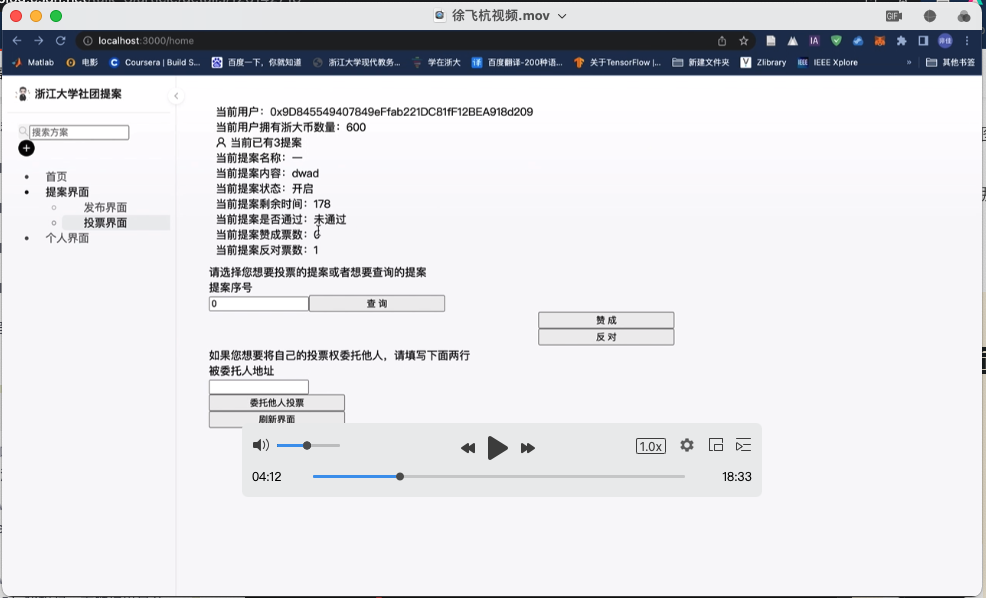 徐飞杭视频.mov
GIF
localhost:3000/home
IA
Matlab
电影
Coursera | Build S...
百度一下，你就知道
浙江大学现代教务...
学在浙大
百度翻译-200种语...
关于TensorFlow |...
新建文件夹
Zlibrary
IEEE Xplore
»
其他书签
浙江大学社团提案
搜索方案
首页
提案界面
发布界面
投票界面
个人界面
当前用户：0x9D845549407849eFfab221DC81fF12BEA918d209
当前用户拥有浙大币数量：600
当前已有3提案
当前提案名称：一
当前提案内容：dwad
当前提案状态：开启
当前提案剩余时间：178
当前提案是否通过：未通过
当前提案赞成票数：0
当前提案反对票数：1
请选择您想要投票的提案或者想要查询的提案
提案序号
0
查 询
赞 成
反 对
如果您想要将自己的投票权委托他人，请填写下面两行
被委托人地址
委托他人投票
刷新界面
1.0x
04:12
18:33